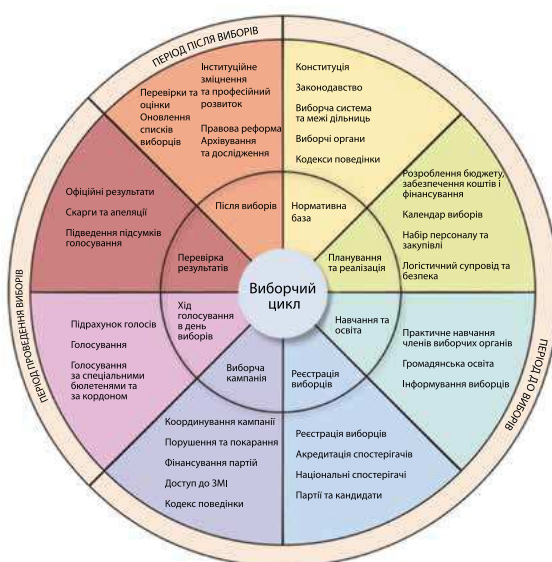 ПЕРІОД ПІСЛЯ ВИБОРІВ
ПЕРІОД ДО ВИБОРІВ
ПЕРІОД ПРОВЕДЕННЯ ВИБОРІВ
Виборчий
цикл
Нормативна
база
Конституція
Законодавство
Виборча система
та межі дільниць
Виборчі органи
Кодекси поведінки
Планування
та реалізація
Розроблення бюджету,
забезпечення коштів і
фінансування
Календар виборів
Набір персоналу та
закупівлі
Логістичний супровід та
безпека
Навчання та
освіта
Практичне навчання
членів виборчих органів
Громадянська освіта
Інформування виборців
Реєстрація
виборців
Реєстрація виборців
Акредитація спостерігачів
Національні спостерігачі
Партії та кандидати
Виборча
кампанія
Координування кампанії
Порушення та покарання
Фінансування партій
Доступ до ЗМІ
Кодекс поведінки
Хід
голосування
в день
виборів
Підрахунок голосів
Голосування
Голосування
за спеціальними
бюлетенями та
за кордоном
Перевірка
результатів
Офіційні результати
Скарги та апеляції
Підведення підсумків
голосування
Після виборів
Перевірки та
оцінки
Оновлення
списків
виборців
Інституційне
зміцнення
та професійний
розвиток
Правова реформа
Архівування
та дослідження